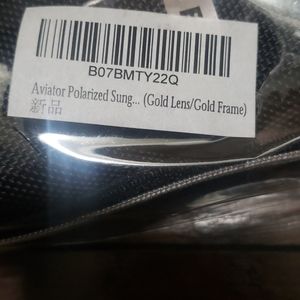 B07BMTY22Q
Aviator Polarized Sung... (Gold Lens/Gold Frame)
新品